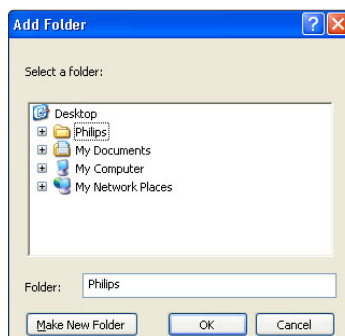 Add Folder
Select a folder:
Desktop
Philips
My Documents
My Computer
My Network Places
Folder: Philips
Make New Folder OK Cancel